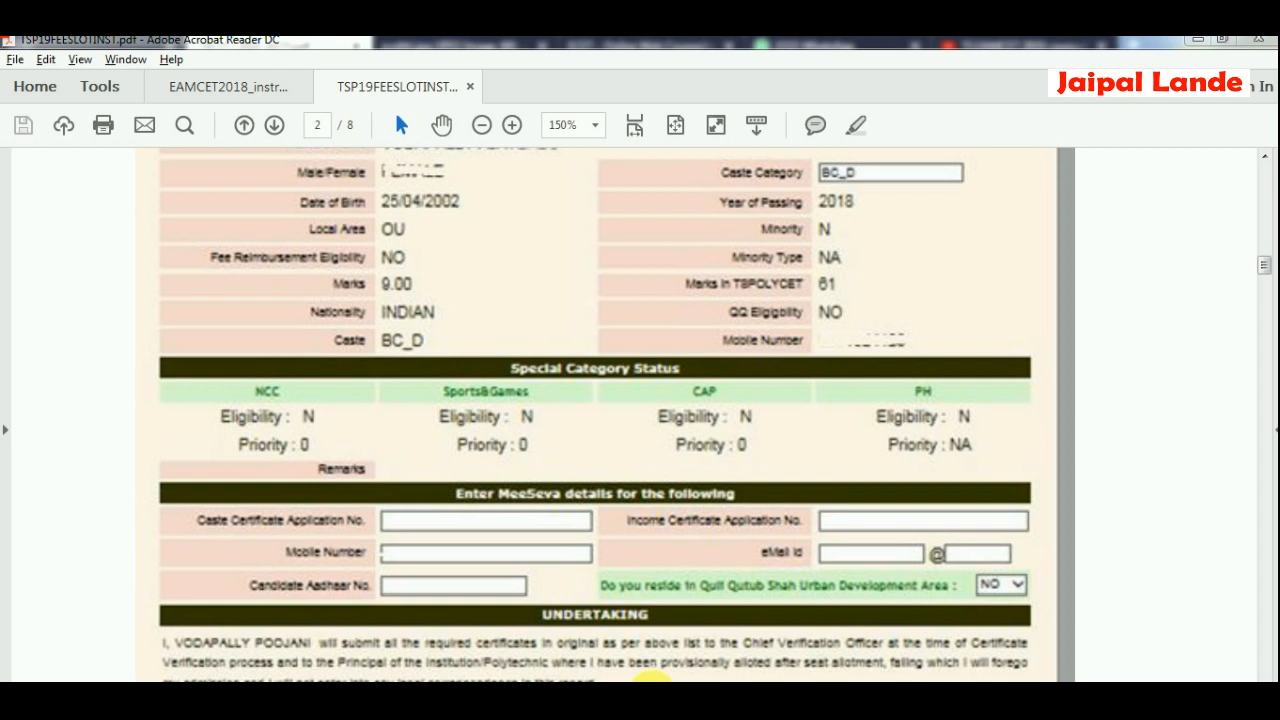 TSP19FEESLOTINST.pdf - Adobe Acrobat Reader DC
File Edit View Window Help
Home Tools EAMCET2018_instr... TSP19FEESLOTINST... × Jaipal Lande n In
2 / 8 150%
Male/Female FEMALE Caste Category BC_D
Date of Birth 25/04/2002 Year of Passing 2018
Local Area OU Minority N
Fee Reimbursement Eligibility NO Minority Type NA
Marks 9.00 Marks in TSPOLYCET 61
Nationality INDIAN QQ Eligigbility NO
Caste BC_D Mobile Number
Special Category Status
NCC Sports&Games CAP PH
Eligibility : N Eligibility : N Eligibility : N Eligibility : N
Priority : 0 Priority : 0 Priority : 0 Priority : NA
Remarks
Enter MeeSeva details for the following
Caste Certificate Application No. Income Certificate Application No.
Mobile Number eMail Id @
Candidate Aadhaar No. Do you reside in Quli Qutub Shah Urban Development Area : NO
UNDERTAKING
I, VODAPALLY POOJANI will submit all the required certificates in original as per above list to the Chief Verification Officer at the time of Certificate
Verification process and to the Principal of the Institution/Polytechnic where I have been provisionally alloted after seat allotment, failing which I will forego